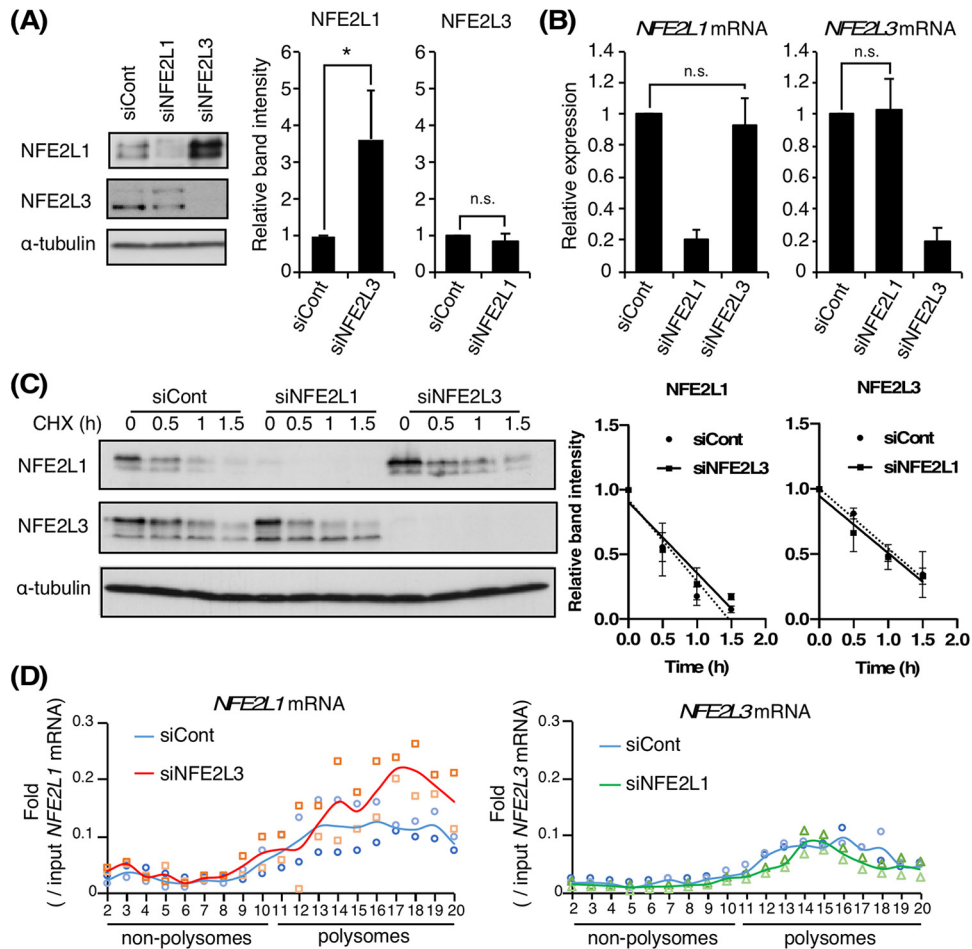 (A)
siCont
siNFE2L1
siNFE2L3
NFE2L1
NFE2L3
α-tubulin
NFE2L1
NFE2L3
Relative band intensity
6
5
4
3
2
1
0
*
siCont
siNFE2L3
6
5
4
3
2
1
0
n.s.
siCont
siNFE2L1
(B)
NFE2L1 mRNA
NFE2L3 mRNA
Relative expression
1.4
1.2
1
0.8
0.6
0.4
0.2
0
n.s.
siCont
siNFE2L1
siNFE2L3
1.4
1.2
1
0.8
0.6
0.4
0.2
0
n.s.
siCont
siNFE2L1
siNFE2L3
(C)
siCont siNFE2L1 siNFE2L3
CHX (h) 0 0.5 1 1.5 0 0.5 1 1.5 0 0.5 1 1.5
NFE2L1
NFE2L3
α-tubulin
NFE2L1
Relative band intensity
1.0
0.5
0.0
siCont
siNFE2L3
0.0 0.5 1.0 1.5 2.0
Time (h)
NFE2L3
1.0
0.5
0.0
siCont
siNFE2L1
0.0 0.5 1.0 1.5 2.0
Time (h)
(D)
NFE2L1 mRNA
Fold
(/ input NFE2L1 mRNA)
0.3
0.2
0.1
0
siCont
siNFE2L3
2 3 4 5 6 7 8 9 10 11 12 13 14 15 16 17 18 19 20
non-polysomes polysomes
NFE2L3 mRNA
Fold
(/ input NFE2L3 mRNA)
0.3
0.2
0.1
0
siCont
siNFE2L1
2 3 4 5 6 7 8 9 10 11 12 13 14 15 16 17 18 19 20
non-polysomes polysomes